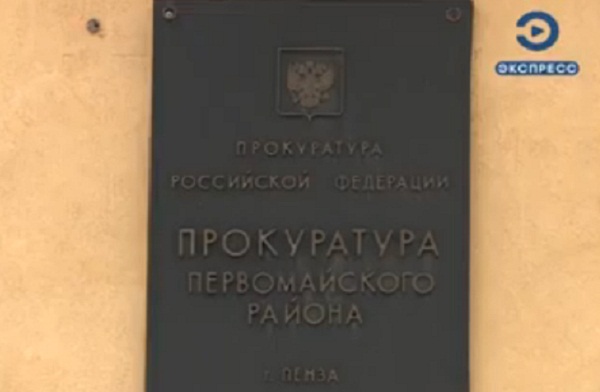 ЭКСПРЕСС
ПРОКУРАТУРА
РОССИЙСКОЙ ФЕДЕРАЦИИ
ПРОКУРАТУРА
ПЕРВОМАЙСКОГО
РАЙОНА
г. ПЕНЗА